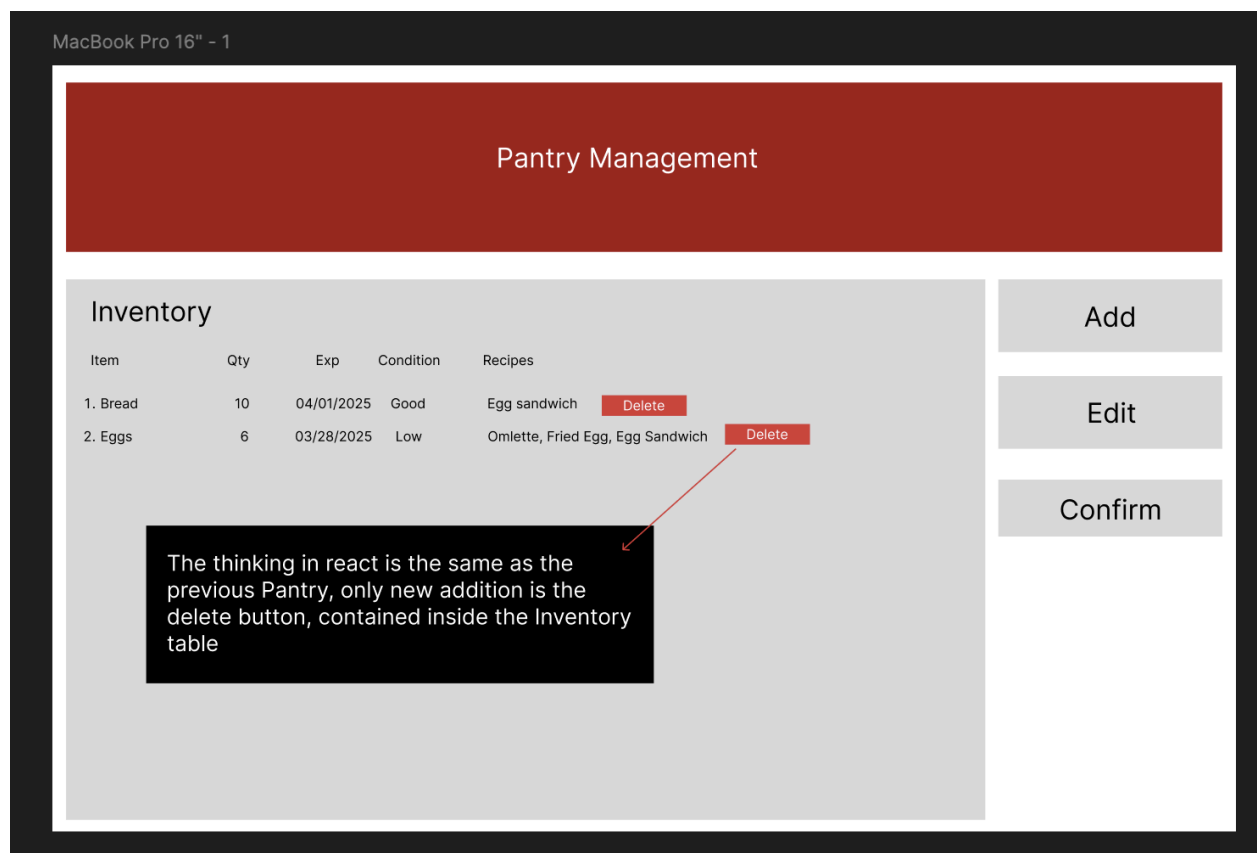 MacBook Pro 16" - 1
Pantry Management
Inventory
Add
Item Qty Exp Condition Recipes
1. Bread 10 04/01/2025 Good Egg sandwich Delete
2. Eggs 6 03/28/2025 Low Omlette, Fried Egg, Egg Sandwich Delete
Edit
Confirm
The thinking in react is the same as the
previous Pantry, only new addition is the
delete button, contained inside the Inventory
table